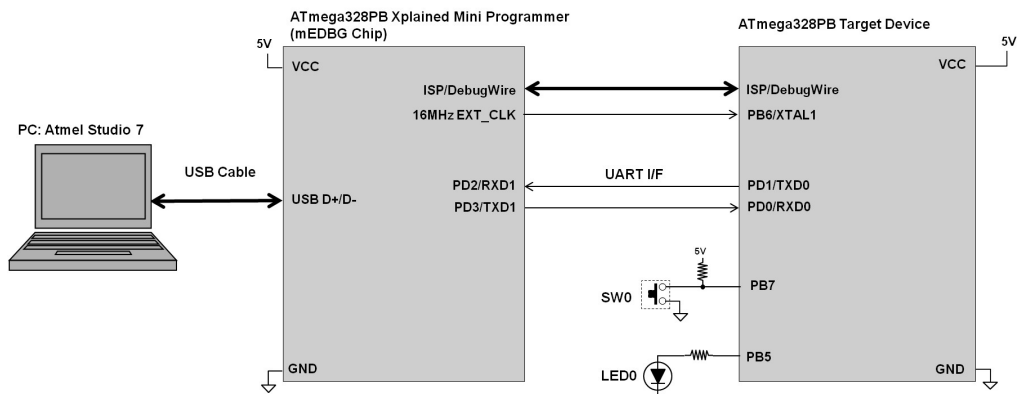 ATmega328PB Xplained Mini Programmer
(mEDBG Chip)
ATmega328PB Target Device
5V
5V
VCC
VCC
ISP/DebugWire
ISP/DebugWire
16MHz EXT_CLK
PB6/XTAL1
PC: Atmel Studio 7
USB Cable
UART I/F
PD2/RXD1
PD1/TXD0
USB D+/D-
PD3/TXD1
PD0/RXD0
5V
SW0
PB7
PB5
GND
LED0
GND